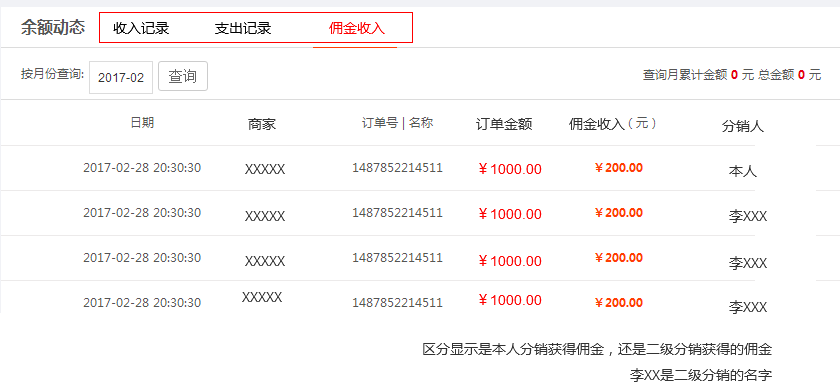 余额动态 收入记录 支出记录 佣金收入
按月份查询: 2017-02 查询 查询月累计金额 0 元 总金额 0 元
日期 商家 订单号 | 名称 订单金额 佣金收入（元） 分销人
2017-02-28 20:30:30 XXXXX 1487852214511 ￥1000.00 ￥200.00 本人
2017-02-28 20:30:30 XXXXX 1487852214511 ￥1000.00 ￥200.00 李XXX
2017-02-28 20:30:30 XXXXX 1487852214511 ￥1000.00 ￥200.00 李XXX
2017-02-28 20:30:30 XXXXX 1487852214511 ￥1000.00 ￥200.00 李XXX
区分显示是本人分销获得佣金，还是二级分销获得的佣金
李XX是二级分销的名字